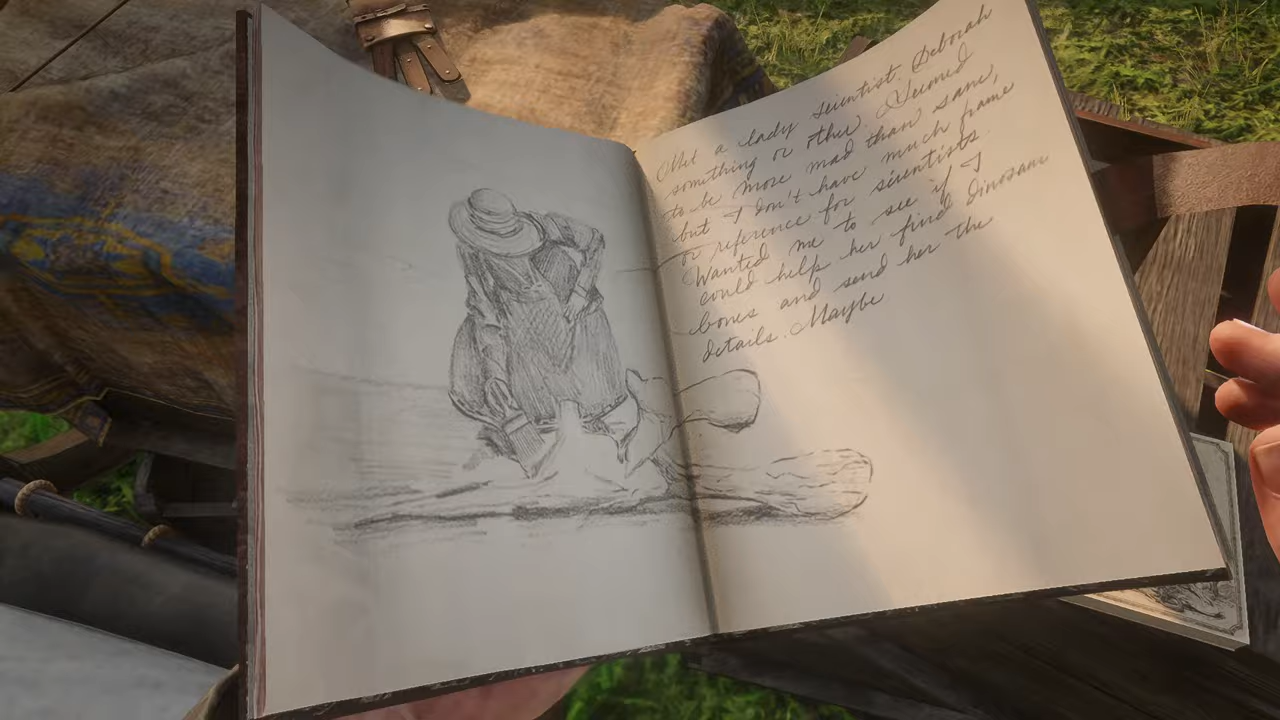 Met a lady scientist. Deborah
something or other. Seemed
to be more mad than sane,
but I don't have much frame
or reference for scientists.
Wanted me to see if I
could help her find dinosaur
bones and send her the
details. Maybe